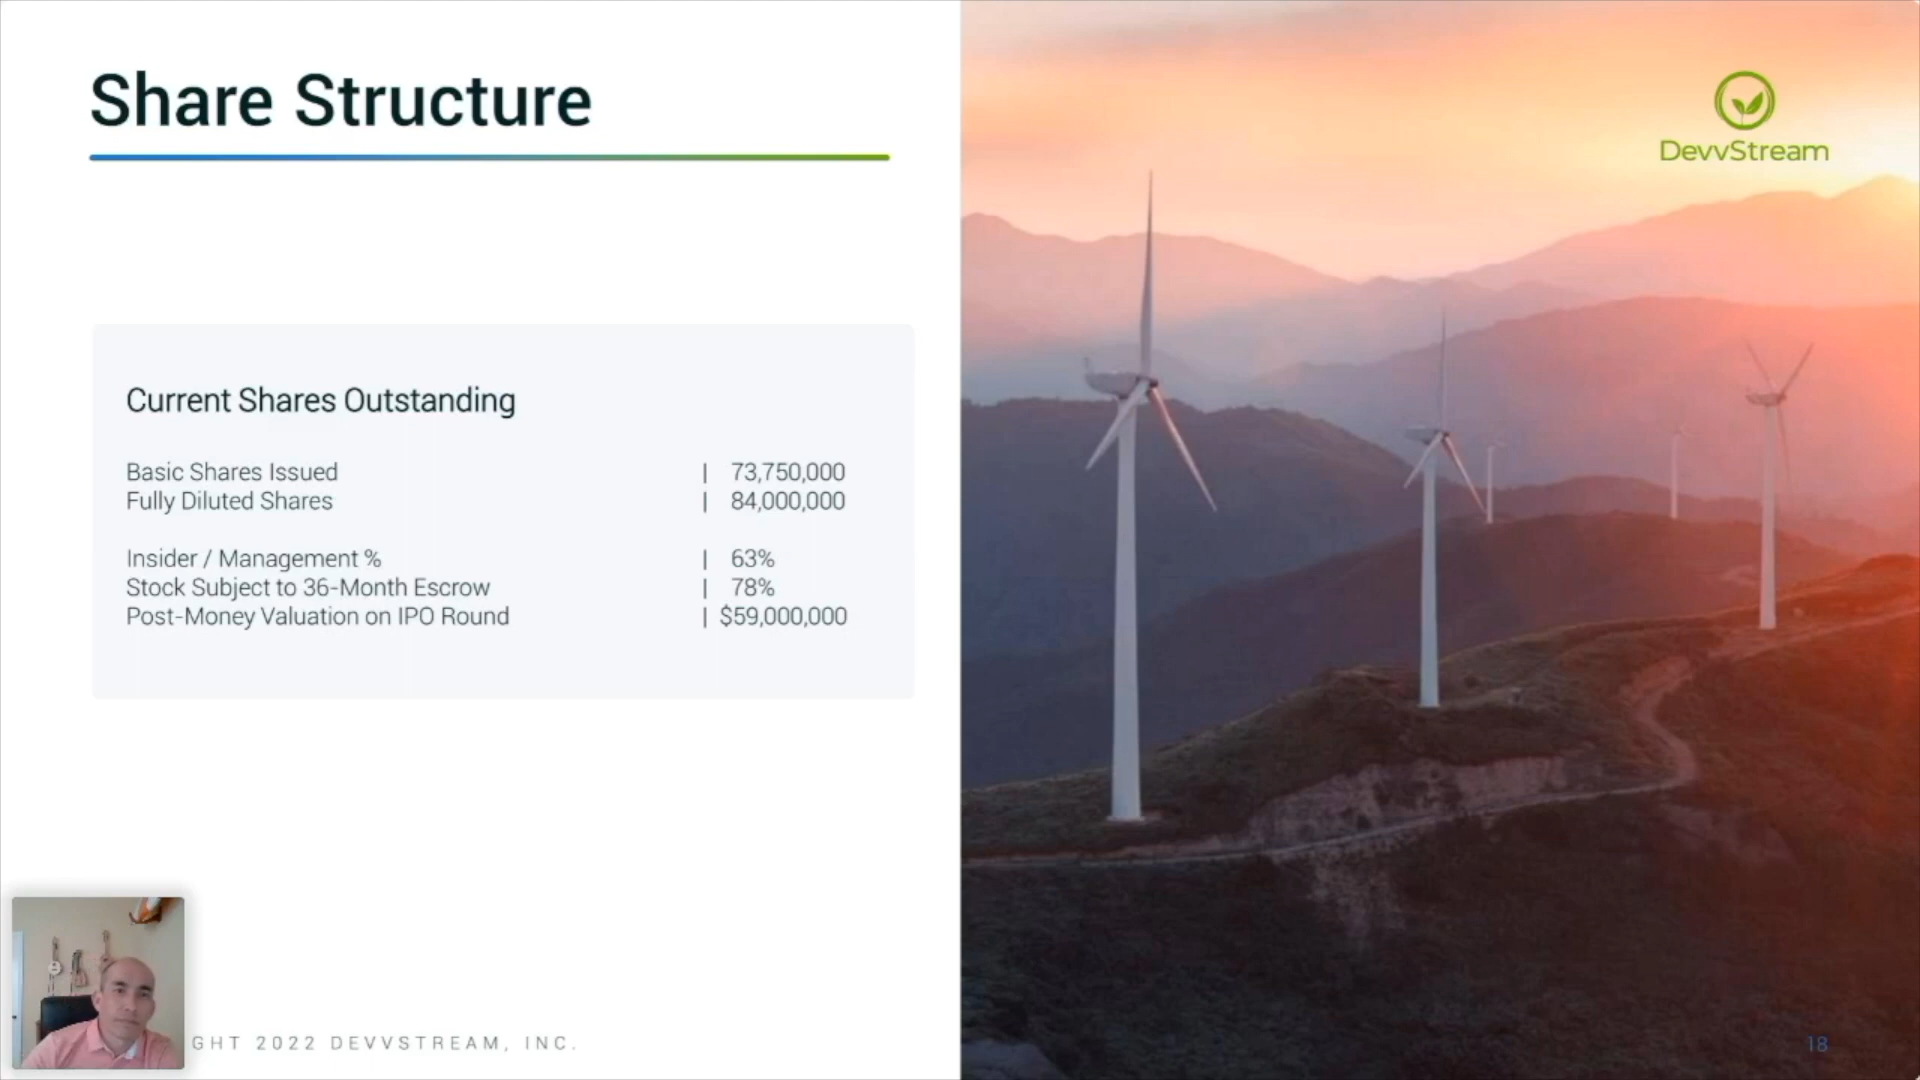 Share Structure
DevvStream
Current Shares Outstanding
Basic Shares Issued | 73,750,000
Fully Diluted Shares | 84,000,000
Insider / Management % | 63%
Stock Subject to 36-Month Escrow | 78%
Post-Money Valuation on IPO Round | $59,000,000
GHT 2022 DEVVSTREAM, INC.
18